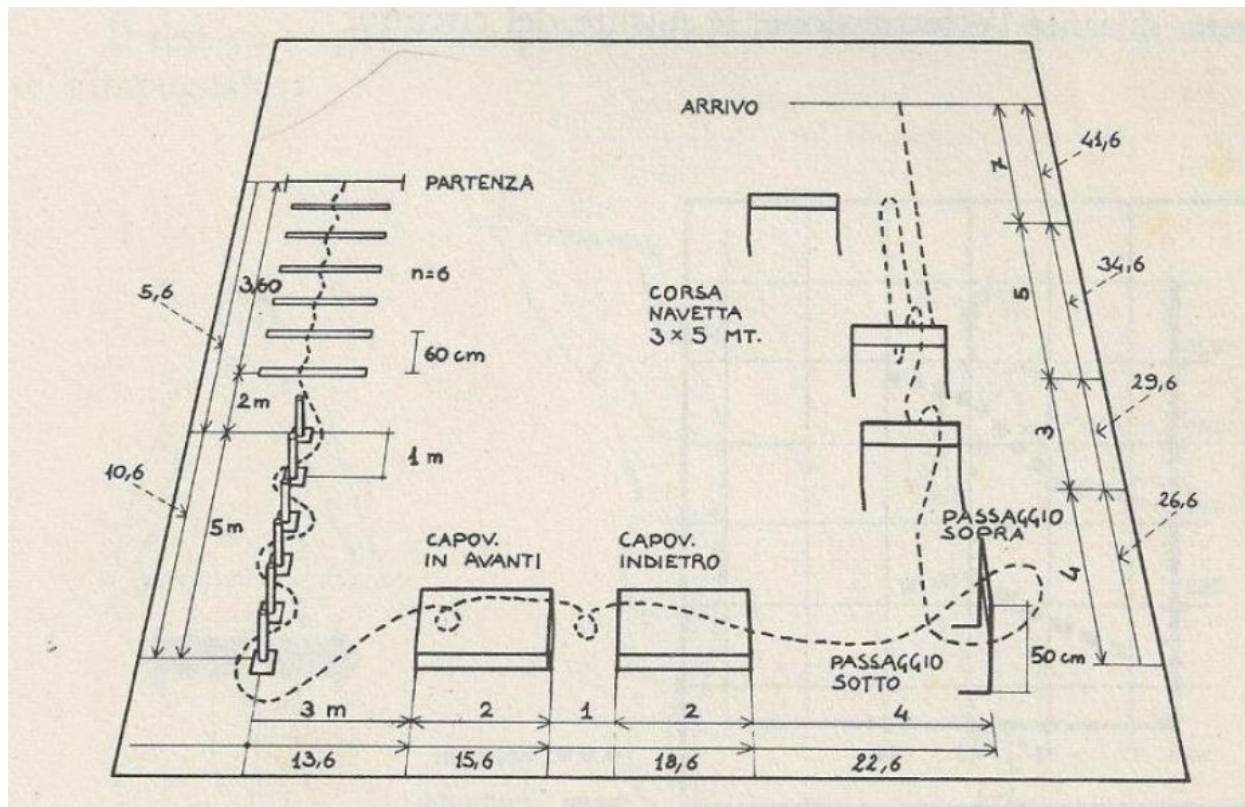 ARRIVO
41,6
7
PARTENZA
3,60
n=6
5,6
60 cm
CORSA
NAVETTA
3 × 5 MT.
34,6
5
2m
29,6
3
1 m
10,6
5m
26,6
PASSAGGIO
SOPRA
CAPOV.
IN AVANTI
CAPOV.
INDIETRO
4
PASSAGGIO
SOTTO
50 cm
3 m
2
1
2
4
13,6
15,6
18,6
22,6